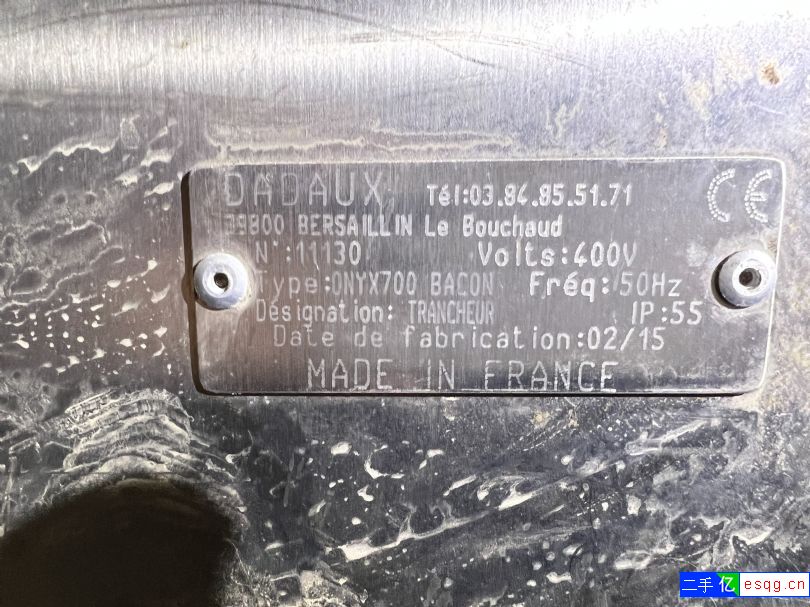 DADAUX Tél:03.84.85.51.71 CE
39800 BERSAILLIN Le Bouchaud
N°:11130 Volts:400V
Type:ONYX700 BACON Fréq:50Hz
Désignation: TRANCHEUR IP:55
Date de fabrication:02/15
MADE IN FRANCE
二手亿 esqg.cn